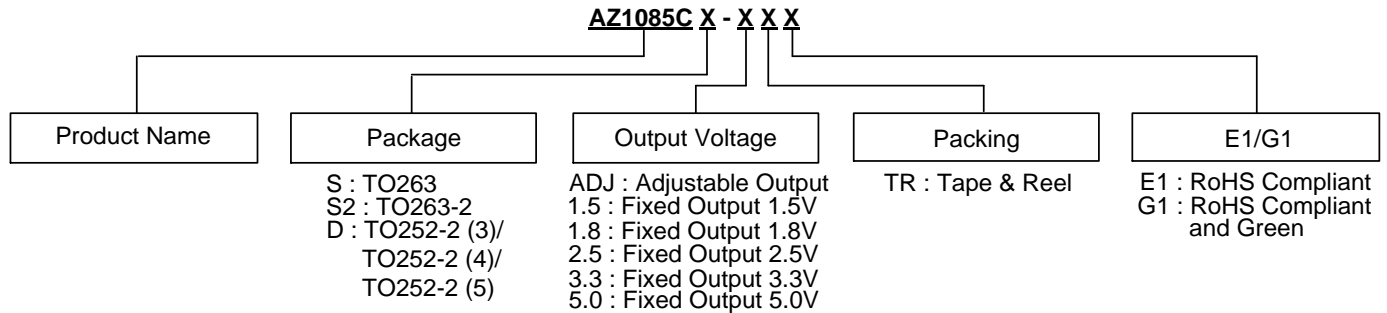 AZ1085C X - X X X
Product Name
Package
Output Voltage
Packing
E1/G1
S : TO263
S2 : TO263-2
D : TO252-2 (3)/
TO252-2 (4)/
TO252-2 (5)
ADJ : Adjustable Output
1.5 : Fixed Output 1.5V
1.8 : Fixed Output 1.8V
2.5 : Fixed Output 2.5V
3.3 : Fixed Output 3.3V
5.0 : Fixed Output 5.0V
TR : Tape & Reel
E1 : RoHS Compliant
G1 : RoHS Compliant
and Green